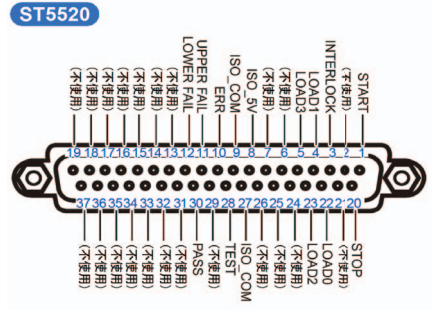 ST5520
(不使用)
(不使用)
(不使用)
(不使用)
(不使用)
(不使用)
(不使用)
LOWER FAIL
UPPER FAIL
ERR
ISO_COM
ISO_5V
(不使用)
(不使用)
LOAD3
LOAD1
INTERLOCK
(不使用)
START
19 18 17 16 15 14 13 12 11 10 9 8 7 6 5 4 3 2 1
37 36 35 34 33 32 31 30 29 28 27 26 25 24 23 22 21 20
(不使用)
(不使用)
(不使用)
(不使用)
(不使用)
(不使用)
(不使用)
PASS
(不使用)
TEST
ISO_COM
(不使用)
(不使用)
(不使用)
LOAD2
LOAD0
(不使用)
STOP